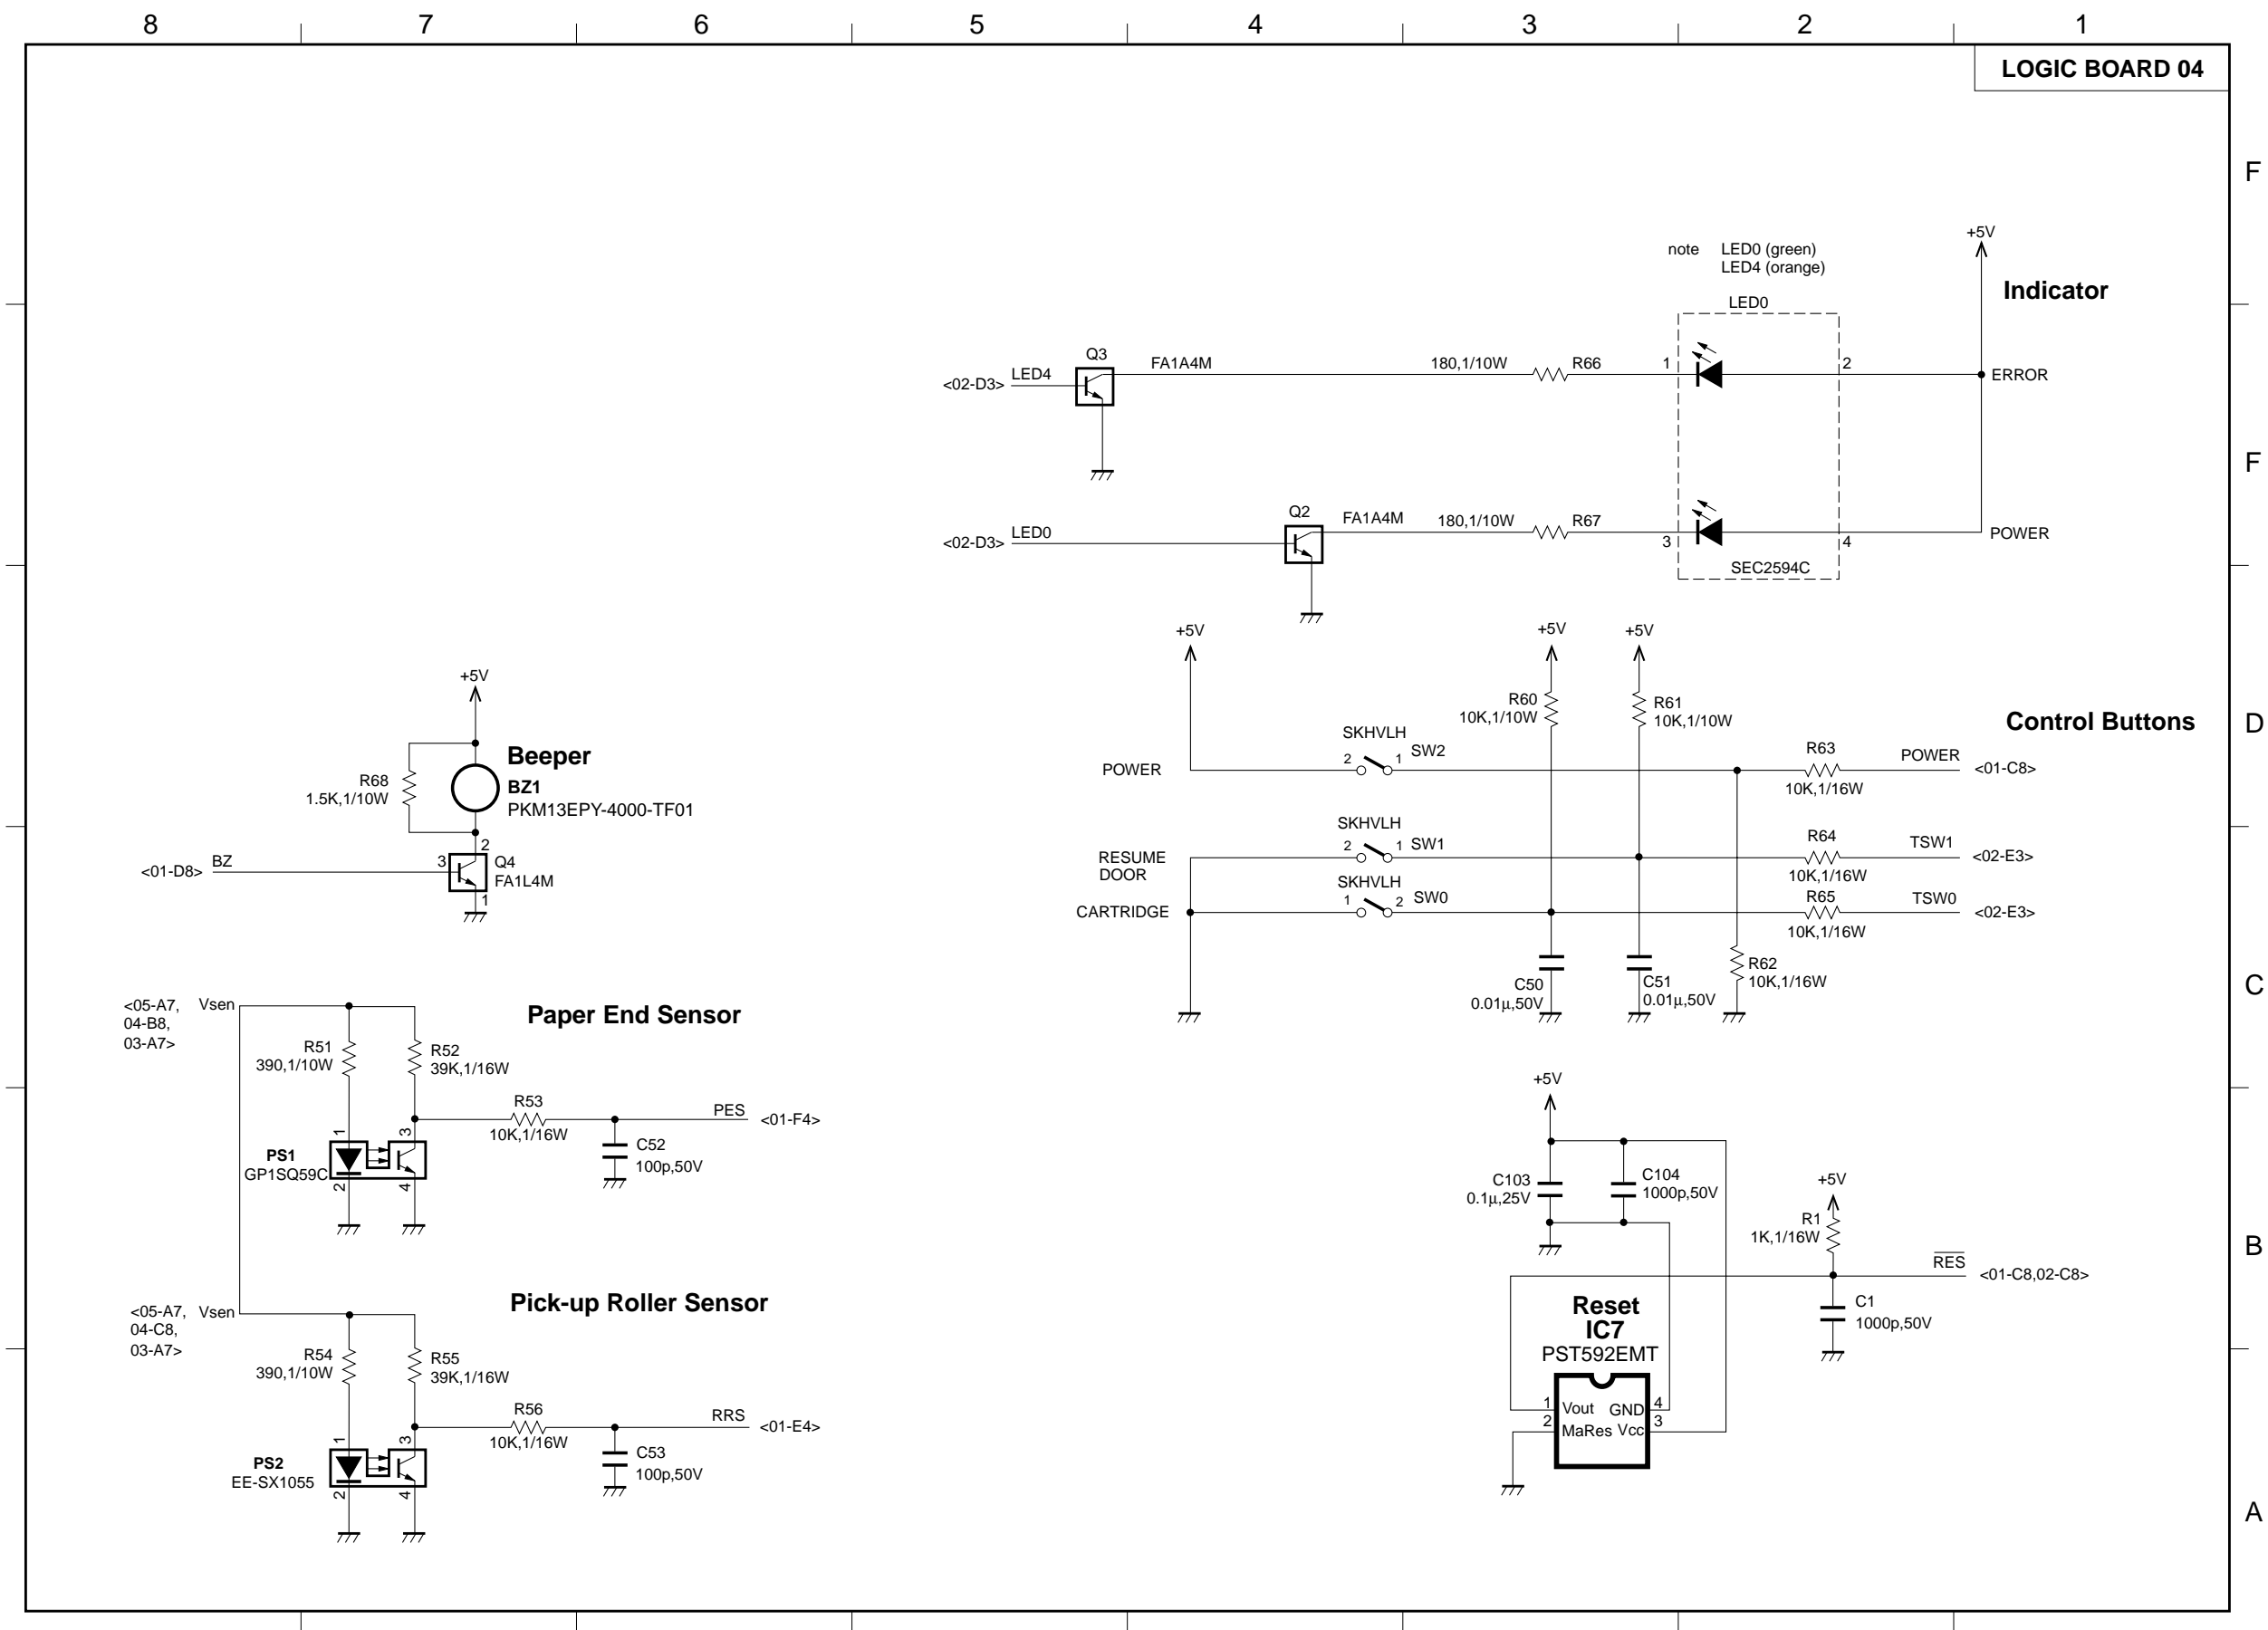 8 7 6 5 4 3 2 1
LOGIC BOARD 04
F
note LED0 (green)
LED4 (orange)
+5V
Indicator
LED0
Q3
FA1A4M
180,1/10W
R66
1
2
ERROR
<02-D3>
LED4
F
Q2
FA1A4M
180,1/10W
R67
3
4
POWER
<02-D3>
LED0
SEC2594C
+5V
+5V
+5V
R60
10K,1/10W
R61
10K,1/10W
Control Buttons
D
SKHVLH
POWER
2
1
SW2
R63
10K,1/16W
POWER
<01-C8>
SKHVLH
RESUME
DOOR
2
1
SW1
R64
10K,1/16W
TSW1
<02-E3>
SKHVLH
CARTRIDGE
1
2
SW0
R65
10K,1/16W
TSW0
<02-E3>
C50
0.01µ,50V
C51
0.01µ,50V
R62
10K,1/16W
C
+5V
Beeper
BZ1
PKM13EPY-4000-TF01
R68
1.5K,1/10W
<01-D8>
BZ
3
2
Q4
FA1L4M
1
<05-A7,
04-B8,
03-A7>
Vsen
Paper End Sensor
R51
390,1/10W
R52
39K,1/16W
R53
10K,1/16W
PES
<01-F4>
1
3
PS1
GP1SQ59C
2
4
C52
100p,50V
<05-A7,
04-C8,
03-A7>
Vsen
Pick-up Roller Sensor
R54
390,1/10W
R55
39K,1/16W
R56
10K,1/16W
RRS
<01-E4>
1
3
PS2
EE-SX1055
2
4
C53
100p,50V
+5V
C103
0.1µ,25V
C104
1000p,50V
+5V
R1
1K,1/16W
RES
<01-C8,02-C8>
B
C1
1000p,50V
Reset
IC7
PST592EMT
1 Vout GND 4
2 MaRes Vcc 3
A